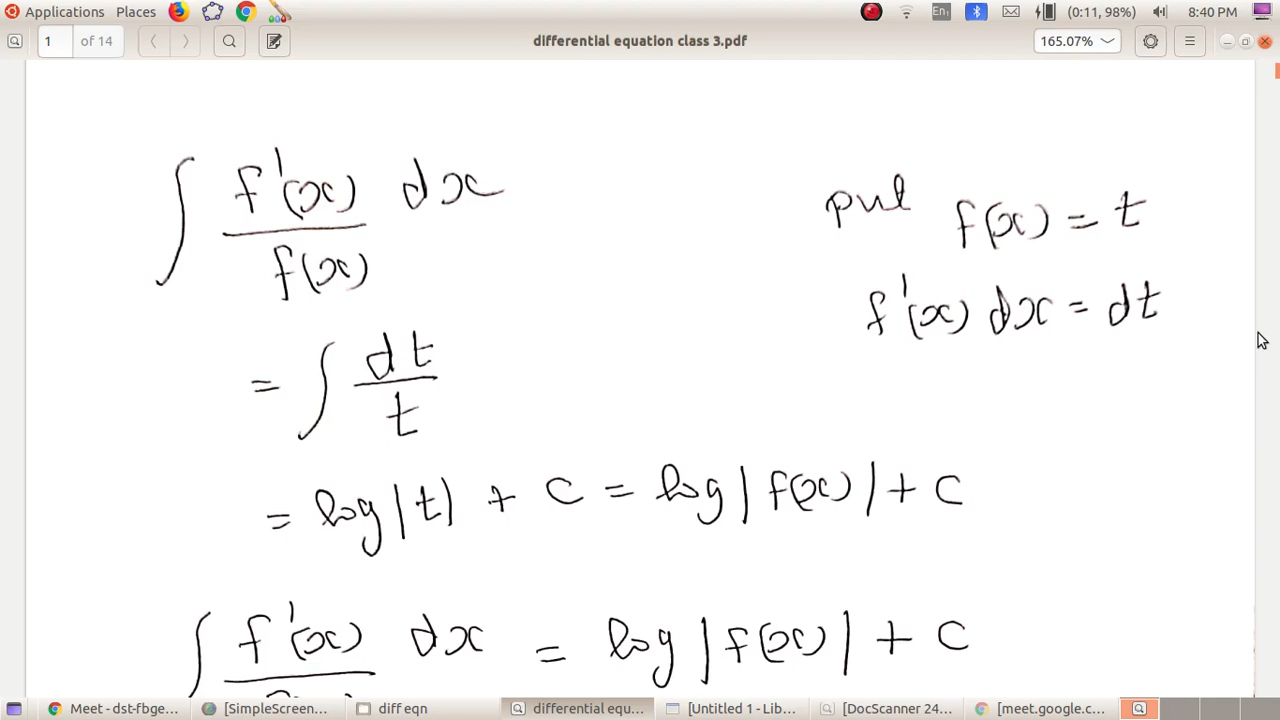 Applications Places En₁ (0:11, 98%) 8:40 PM
1 of 14 differential equation class 3.pdf 165.07%
∫ f'(x)/f(x) dx
put f(x) = t
f'(x) dx = dt
= ∫ dt/t
= log|t| + c = log|f(x)| + c
∫ f'(x) dx = log|f(x)| + c
Meet - dst-fbge... [SimpleScreen... diff eqn differential equ... [Untitled 1 - Lib... [DocScanner 24... [meet.google.c...